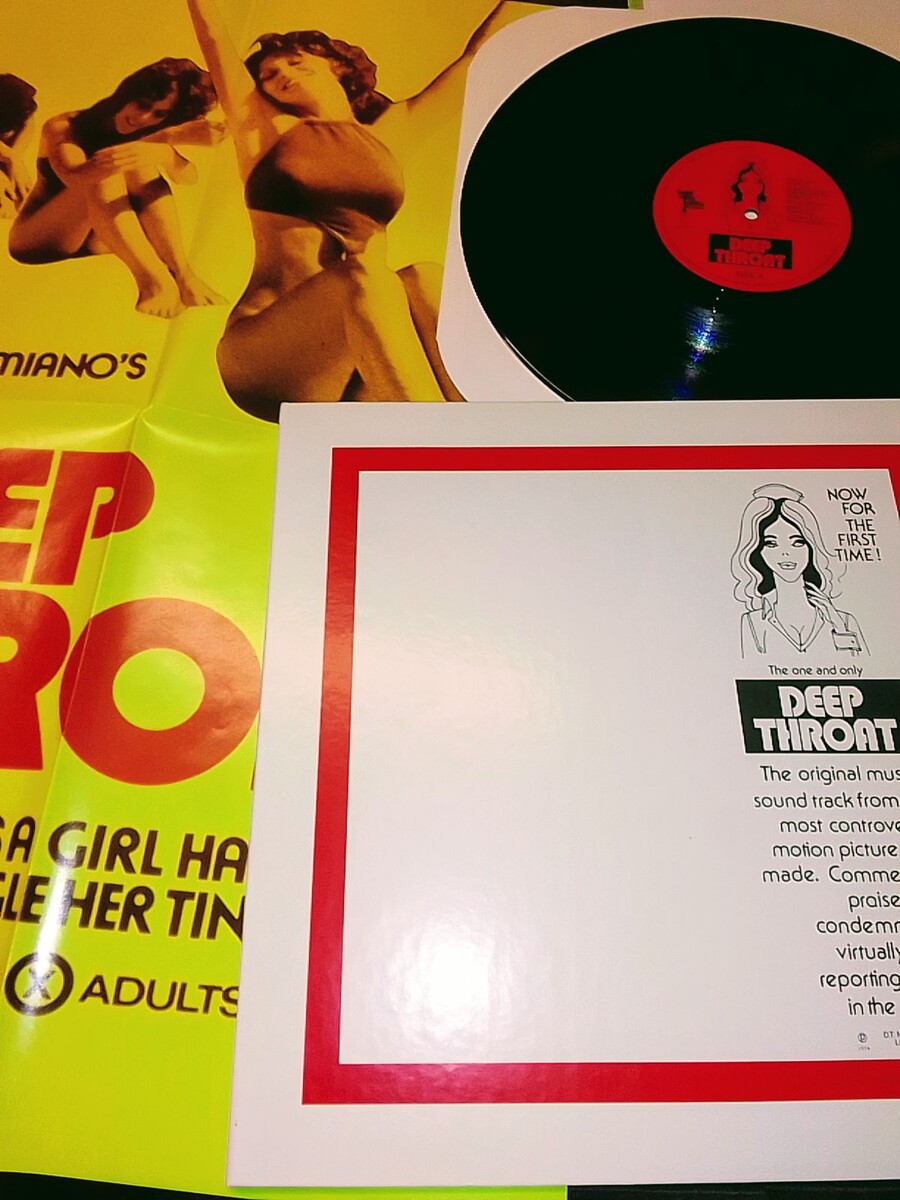 MIANO'S
EEP
RO
S A GIRL HA
GLE HER TIN
X ADULTS
DEEP
THROAT
NOW
FOR
THE
FIRST
TIME!
The one and only
DEEP
THROAT
The original mus
sound track from
most controve
motion picture
made. Comme
praise
condemn
virtually
reporting
in the